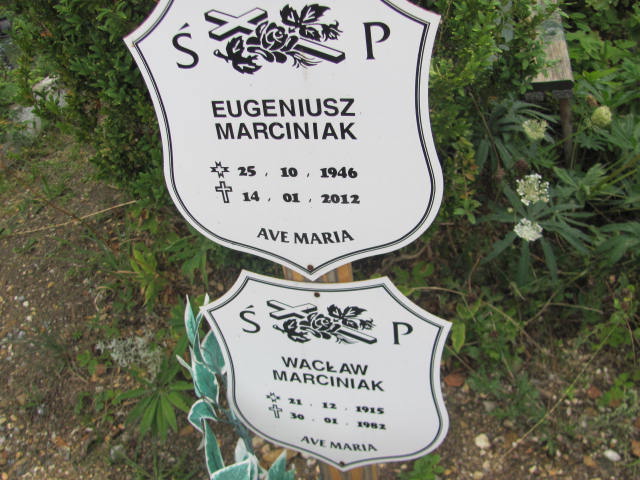 Ś P
EUGENIUSZ
MARCINIAK
25 . 10 . 1946
14 . 01 . 2012
AVE MARIA
Ś P
WACŁAW
MARCINIAK
21 . 12 . 1915
30 . 01 . 1982
AVE MARIA